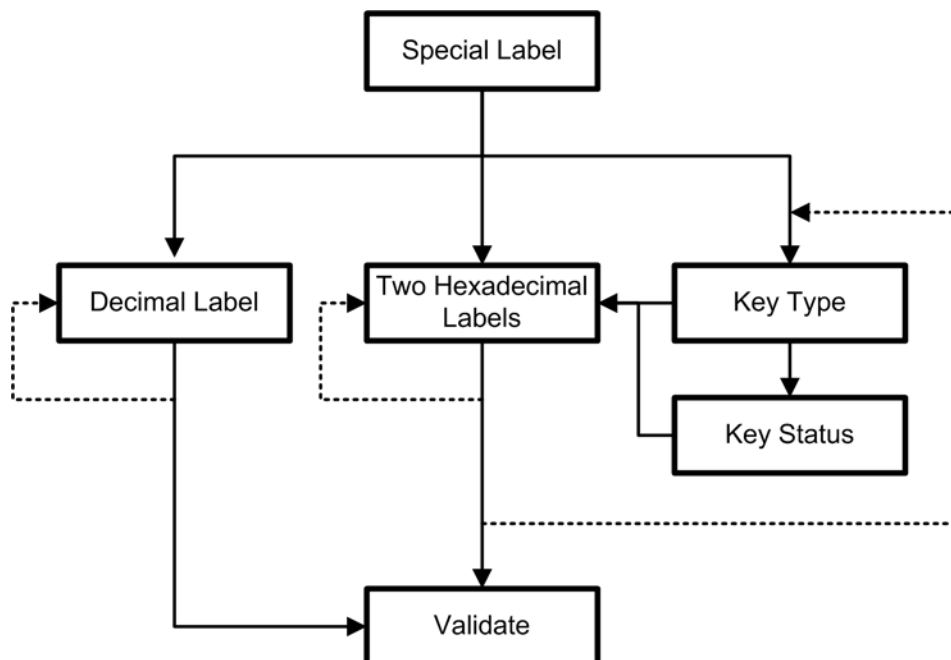 Special Label
Decimal Label
Two Hexadecimal
Labels
Key Type
Key Status
Validate